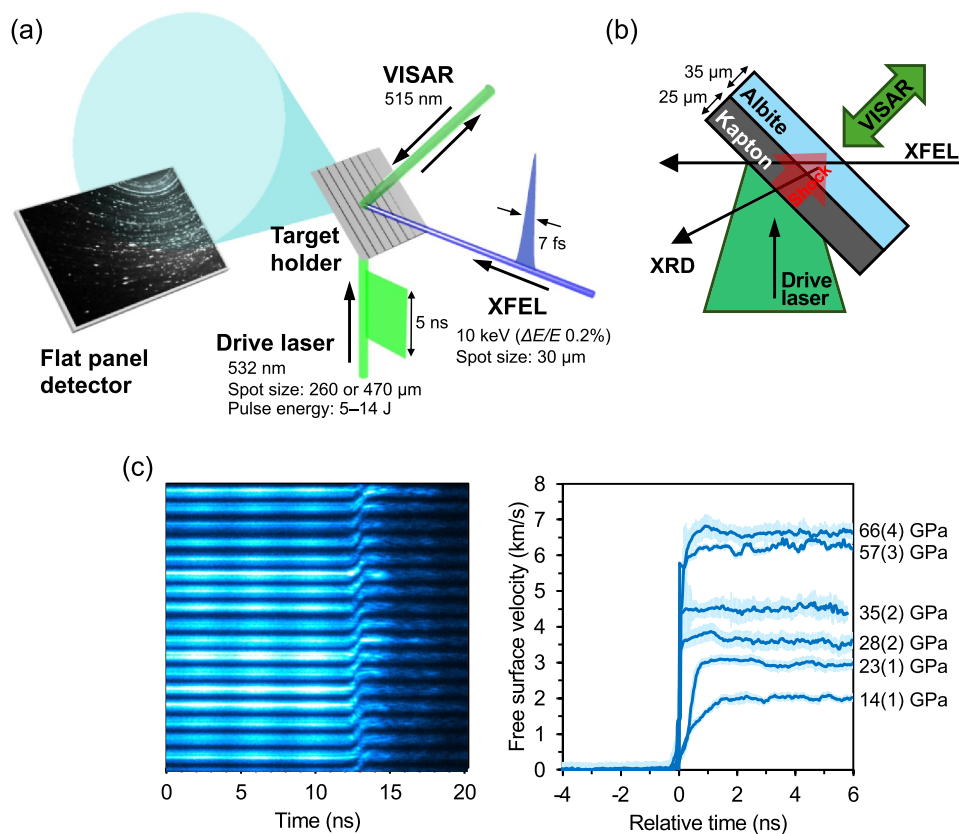 (a)
VISAR
515 nm
7 fs
Target
holder
XFEL
10 keV (ΔE/E 0.2%)
Spot size: 30 µm
5 ns
Drive laser
532 nm
Spot size: 260 or 470 µm
Pulse energy: 5–14 J
Flat panel
detector
(b)
35 µm
25 µm
Albite
Kapton
VISAR
XFEL
Shock
XRD
Drive
laser
(c)
0 5 10 15 20
Time (ns)
Free surface velocity (km/s)
8
7
6
5
4
3
2
1
0
-4 -2 0 2 4 6
Relative time (ns)
66(4) GPa
57(3) GPa
35(2) GPa
28(2) GPa
23(1) GPa
14(1) GPa